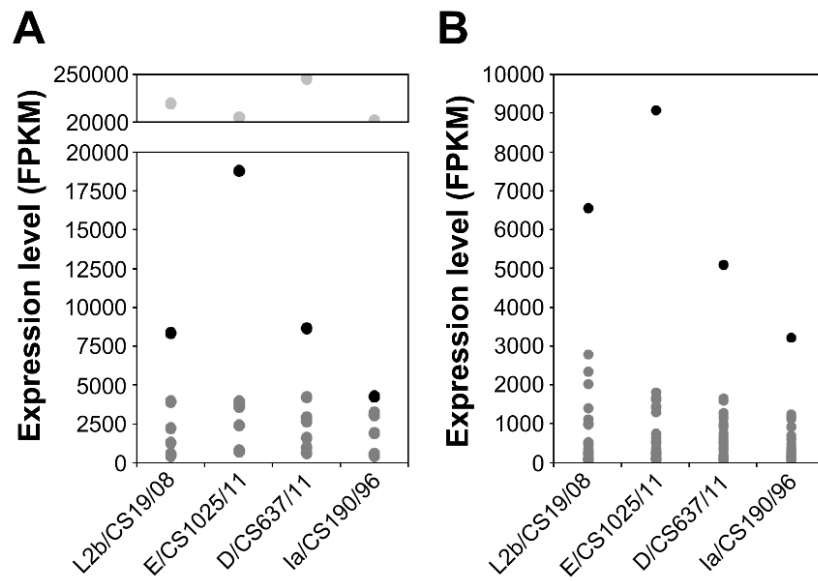 A
Expression level (FPKM)
250000
20000
20000
17500
15000
12500
10000
7500
5000
2500
0
L2b/CS19/08
E/CS1025/11
D/CS637/11
Ia/CS190/96
B
Expression level (FPKM)
10000
9000
8000
7000
6000
5000
4000
3000
2000
1000
0
L2b/CS19/08
E/CS1025/11
D/CS637/11
Ia/CS190/96